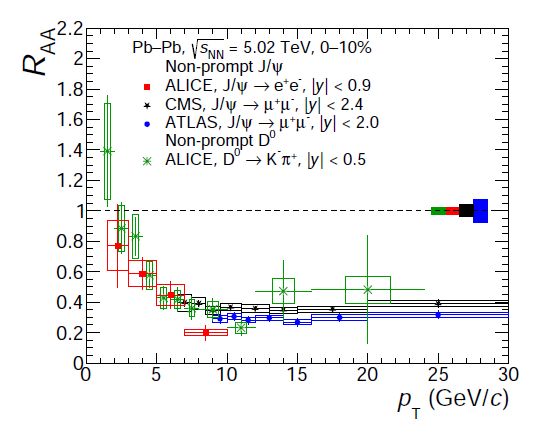 R_AA
2.2
2
1.8
1.6
1.4
1.2
1
0.8
0.6
0.4
0.2
0
Pb–Pb, √s_NN = 5.02 TeV, 0–10%
Non-prompt J/ψ
ALICE, J/ψ → e⁺e⁻, |y| < 0.9
CMS, J/ψ → μ⁺μ⁻, |y| < 2.4
ATLAS, J/ψ → μ⁺μ⁻, |y| < 2.0
Non-prompt D⁰
ALICE, D⁰ → K⁻π⁺, |y| < 0.5
0 5 10 15 20 25 30
p_T (GeV/c)